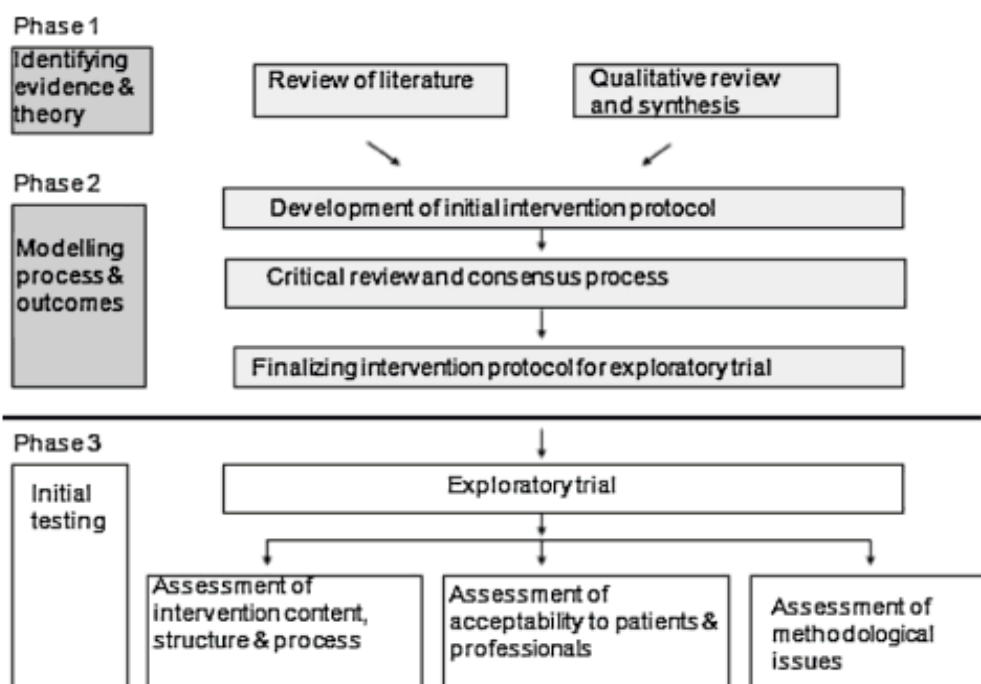 Phase 1
Identifying
evidence &
theory
Review of literature
Qualitative review
and synthesis
Phase 2
Modelling
process &
outcomes
Development of initial intervention protocol
Critical review and consensus process
Finalizing intervention protocol for exploratory trial
Phase 3
Initial
testing
Exploratory trial
Assessment of
intervention content,
structure & process
Assessment of
acceptability to patients &
professionals
Assessment of
methodological
issues